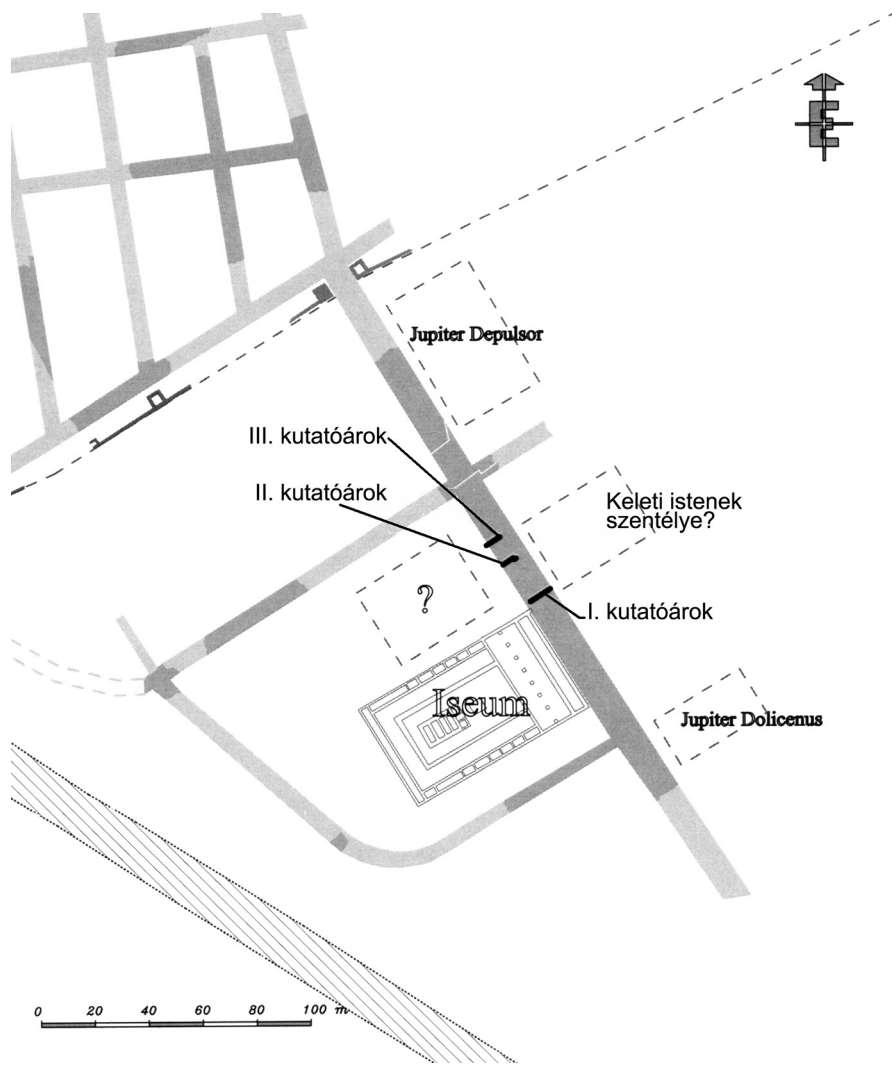 Jupiter Depulsor
III. kutatóárok
II. kutatóárok
Keleti istenek
szentélye?
?
I. kutatóárok
Iseum
Jupiter Dolicenus
0 20 40 60 80 100 m